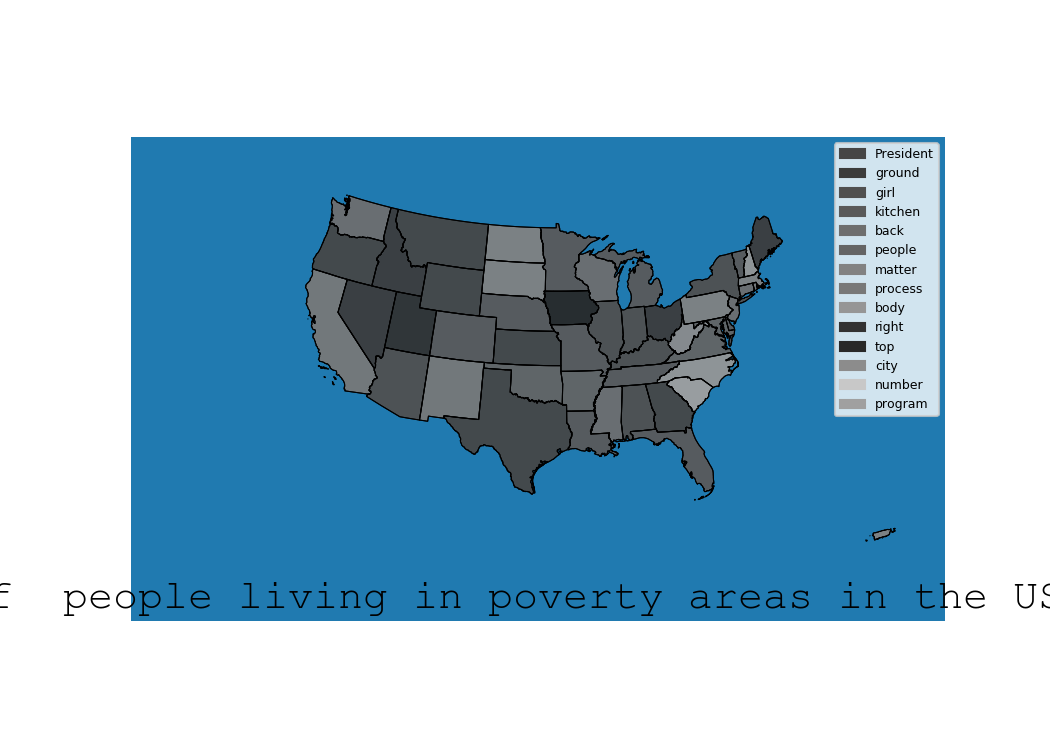 President
ground
girl
kitchen
back
people
matter
process
body
right
top
city
number
program
people living in poverty areas in the US